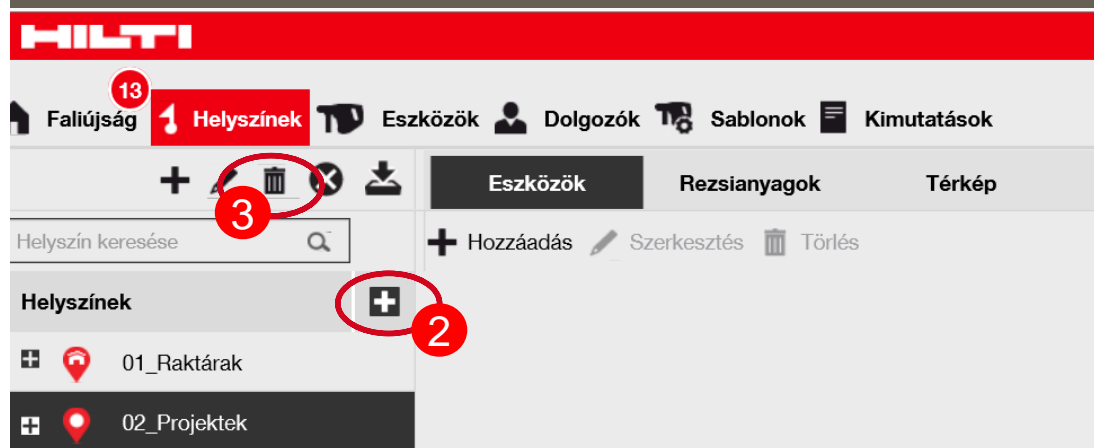 HILTI
13
Faliújság Helyszínek Eszközök Dolgozók Sablonok Kimutatások
Eszközök Rezsianyagok Térkép
3
Helyszín keresése
Hozzáadás Szerkesztés Törlés
Helyszínek
2
01_Raktárak
02_Projektek